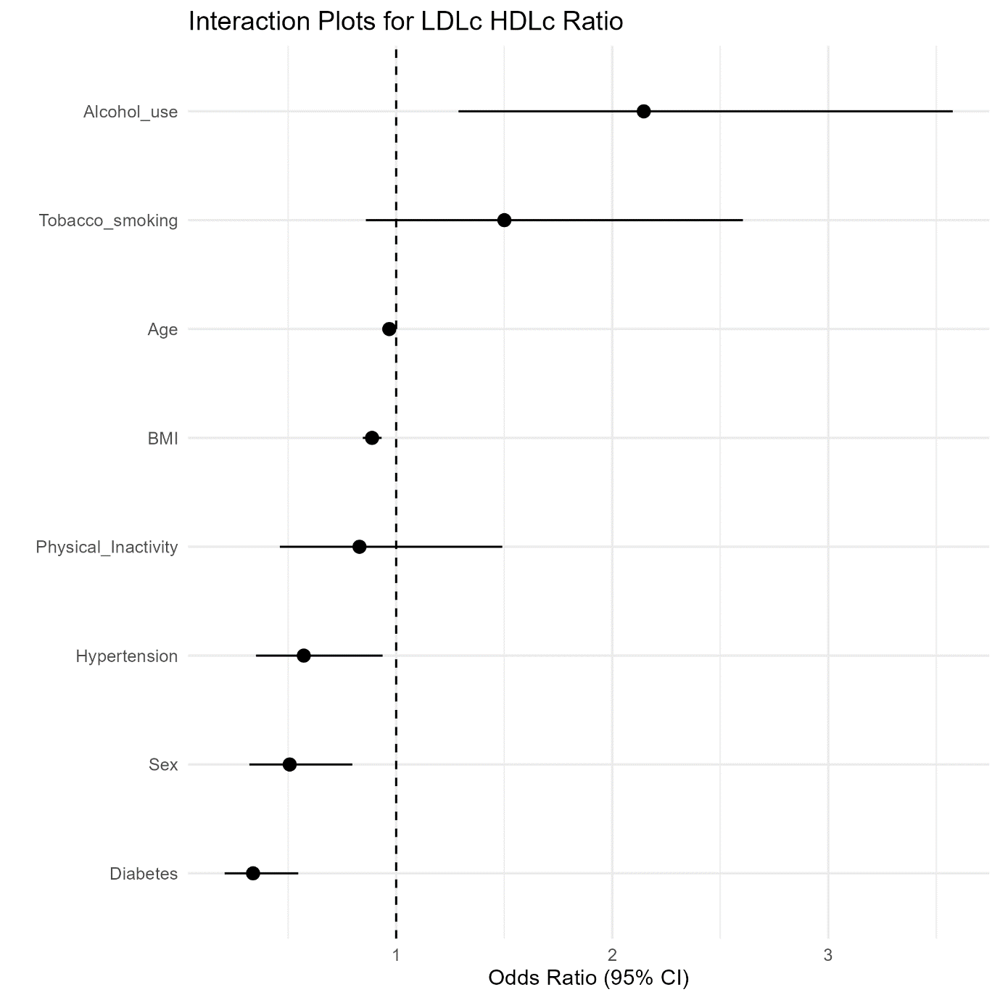 Interaction Plots for LDLc HDLc Ratio
Alcohol_use
Tobacco_smoking
Age
BMI
Physical_Inactivity
Hypertension
Sex
Diabetes
1 2 3
Odds Ratio (95% CI)